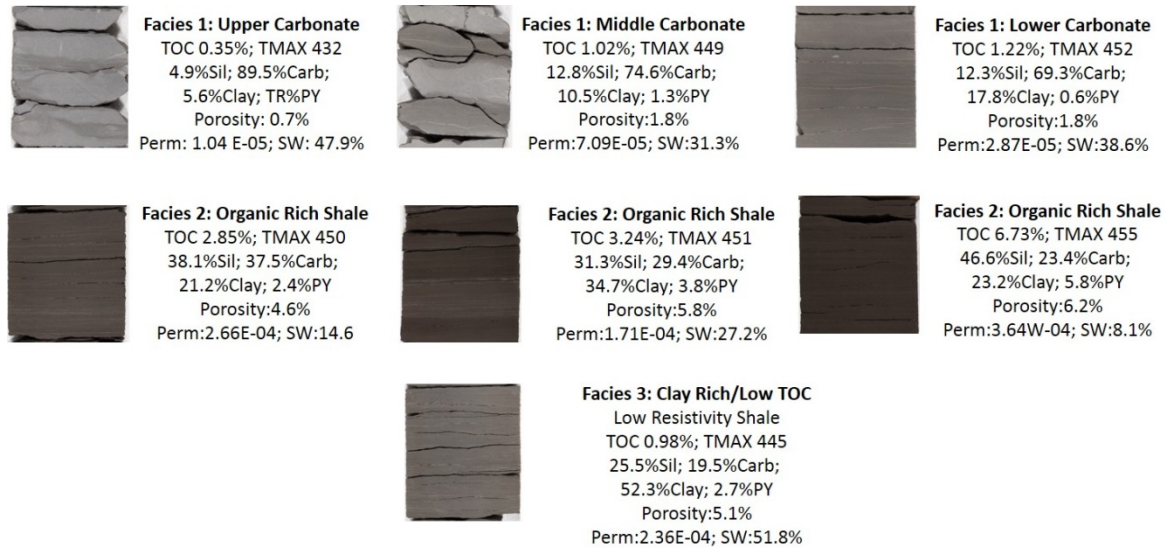 Facies 1: Upper Carbonate
TOC 0.35%; TMAX 432
4.9%Sil; 89.5%Carb;
5.6%Clay; TR%PY
Porosity: 0.7%
Perm: 1.04 E-05; SW: 47.9%
Facies 1: Middle Carbonate
TOC 1.02%; TMAX 449
12.8%Sil; 74.6%Carb;
10.5%Clay; 1.3%PY
Porosity:1.8%
Perm:7.09E-05; SW:31.3%
Facies 1: Lower Carbonate
TOC 1.22%; TMAX 452
12.3%Sil; 69.3%Carb;
17.8%Clay; 0.6%PY
Porosity:1.8%
Perm:2.87E-05; SW:38.6%
Facies 2: Organic Rich Shale
TOC 2.85%; TMAX 450
38.1%Sil; 37.5%Carb;
21.2%Clay; 2.4%PY
Porosity:4.6%
Perm:2.66E-04; SW:14.6
Facies 2: Organic Rich Shale
TOC 3.24%; TMAX 451
31.3%Sil; 29.4%Carb;
34.7%Clay; 3.8%PY
Porosity:5.8%
Perm:1.71E-04; SW:27.2%
Facies 2: Organic Rich Shale
TOC 6.73%; TMAX 455
46.6%Sil; 23.4%Carb;
23.2%Clay; 5.8%PY
Porosity:6.2%
Perm:3.64W-04; SW:8.1%
Facies 3: Clay Rich/Low TOC
Low Resistivity Shale
TOC 0.98%; TMAX 445
25.5%Sil; 19.5%Carb;
52.3%Clay; 2.7%PY
Porosity:5.1%
Perm:2.36E-04; SW:51.8%